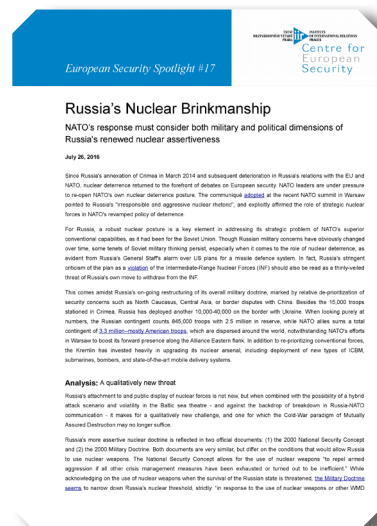 ÚSTAV
MEZINÁRODNÍCH VZTAHŮ
PRAHA
INSTITUTE
OF INTERNATIONAL RELATIONS
PRAGUE
Centre for
European
Security
European Security Spotlight #17
Russia's Nuclear Brinkmanship
NATO's response must consider both military and political dimensions of
Russia's renewed nuclear assertiveness
July 26, 2016
Since Russia's annexation of Crimea in March 2014 and subsequent deterioration in Russia's relations with the EU and
NATO, nuclear deterrence returned to the forefront of debates on European security. NATO leaders are under pressure
to re-open NATO's own nuclear deterrence posture. The communiqué adopted at the recent NATO summit in Warsaw
pointed to Russia's "irresponsible and aggressive nuclear rhetoric", and explicitly affirmed the role of strategic nuclear
forces in NATO's revamped policy of deterrence.
For Russia, a robust nuclear posture is a key element in addressing its strategic problem of NATO's superior
conventional capabilities, as it had been for the Soviet Union. Though Russian military concerns have obviously changed
over time, some tenets of Soviet military thinking persist, especially when it comes to the role of nuclear deterrence, as
evident from Russia's General Staff's alarm over US plans for a missile defence system. In fact, Russia's stringent
criticism of the plan as a violation of the Intermediate-Range Nuclear Forces (INF) should also be read as a thinly-veiled
threat of Russia's own move to withdraw from the INF.
This comes amidst Russia's on-going restructuring of its overall military doctrine, marked by relative de-prioritization of
security concerns such as North Caucasus, Central Asia, or border disputes with China. Besides the 15,000 troops
stationed in Crimea, Russia has deployed another 10,000-40,000 on the border with Ukraine. When looking purely at
numbers, the Russian contingent counts 845,000 troops with 2.5 million in reserve, while NATO allies sums a total
contingent of 3.3 million–mostly American troops, which are dispersed around the world, notwithstanding NATO's efforts
in Warsaw to boost its forward presence along the Alliance Eastern flank. In addition to re-prioritizing conventional forces,
the Kremlin has invested heavily in upgrading its nuclear arsenal, including deployment of new types of ICBM,
submarines, bombers, and state-of-the-art mobile delivery systems.
Analysis: A qualitatively new threat
Russia's attachment to and public display of nuclear forces is not new, but when combined with the possibility of a hybrid
attack scenario and volatility in the Baltic sea theatre - and against the backdrop of breakdown in Russia-NATO
communication - it makes for a qualitatively new challenge, and one for which the Cold-War paradigm of Mutually
Assured Destruction may no longer suffice.
Russia's more assertive nuclear doctrine is reflected in two official documents: (1) the 2000 National Security Concept
and (2) the 2000 Military Doctrine. Both documents are very similar, but differ on the conditions that would allow Russia
to use nuclear weapons. The National Security Concept allows for the use of nuclear weapons "to repel armed
aggression if all other crisis management measures have been exhausted or turned out to be inefficient." While
acknowledging on the use of nuclear weapons when the survival of the Russian state is threatened, the Military Doctrine
seems to narrow down Russia's nuclear threshold, strictly "in response to the use of nuclear weapons or other WMD